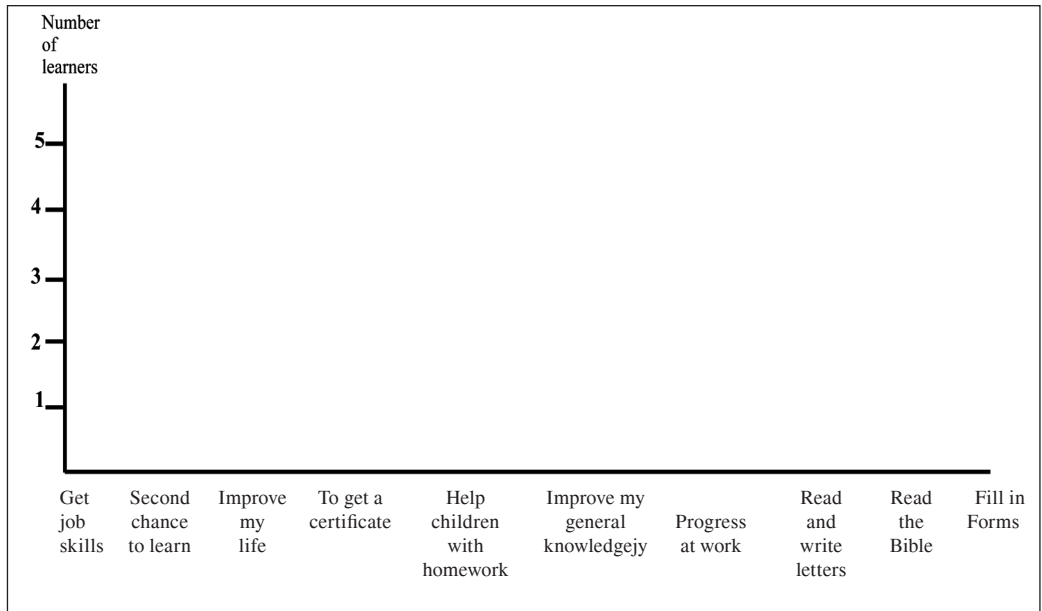 Number
of
learners
5
4
3
2
1
Get
job
skills
Second
chance
to learn
Improve
my
life
To get a
certificate
Help
children
with
homework
Improve my
general
knowledgejy
Progress
at work
Read
and
write
letters
Read
the
Bible
Fill in
Forms